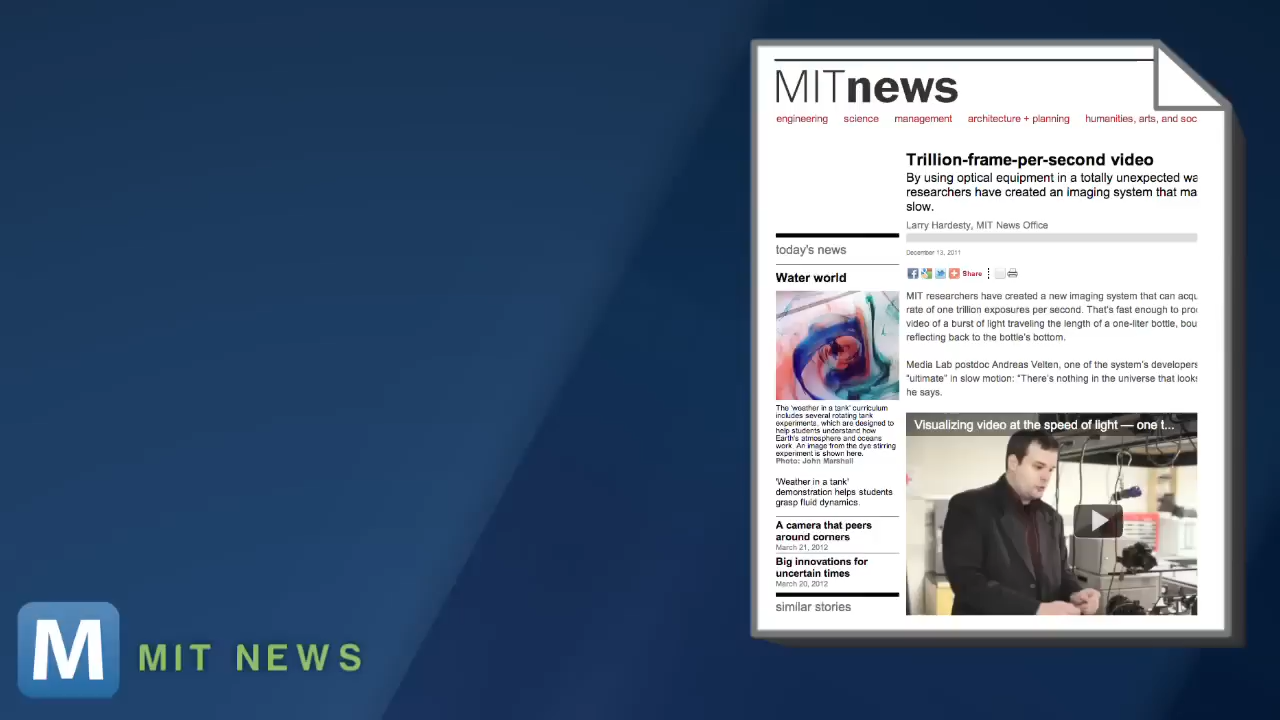 MITnews
engineering science management architecture + planning humanities, arts, and soc
Trillion-frame-per-second video
By using optical equipment in a totally unexpected wa
researchers have created an imaging system that ma
slow.
Larry Hardesty, MIT News Office
December 13, 2011
Share
MIT researchers have created a new imaging system that can acqu
rate of one trillion exposures per second. That's fast enough to pro
video of a burst of light traveling the length of a one-liter bottle, bou
reflecting back to the bottle's bottom.
Media Lab postdoc Andreas Velten, one of the system's developers
"ultimate" in slow motion: "There's nothing in the universe that looks
he says.
Visualizing video at the speed of light — one t...
today's news
Water world
The 'weather in a tank' curriculum
includes several rotating tank
experiments, which are designed to
help students understand how
Earth's atmosphere and oceans
work. An image from the dye stirring
experiment is shown here.
Photo: John Marshall
'Weather in a tank'
demonstration helps students
grasp fluid dynamics.
A camera that peers
around corners
March 21, 2012
Big innovations for
uncertain times
March 20, 2012
similar stories
M MIT NEWS